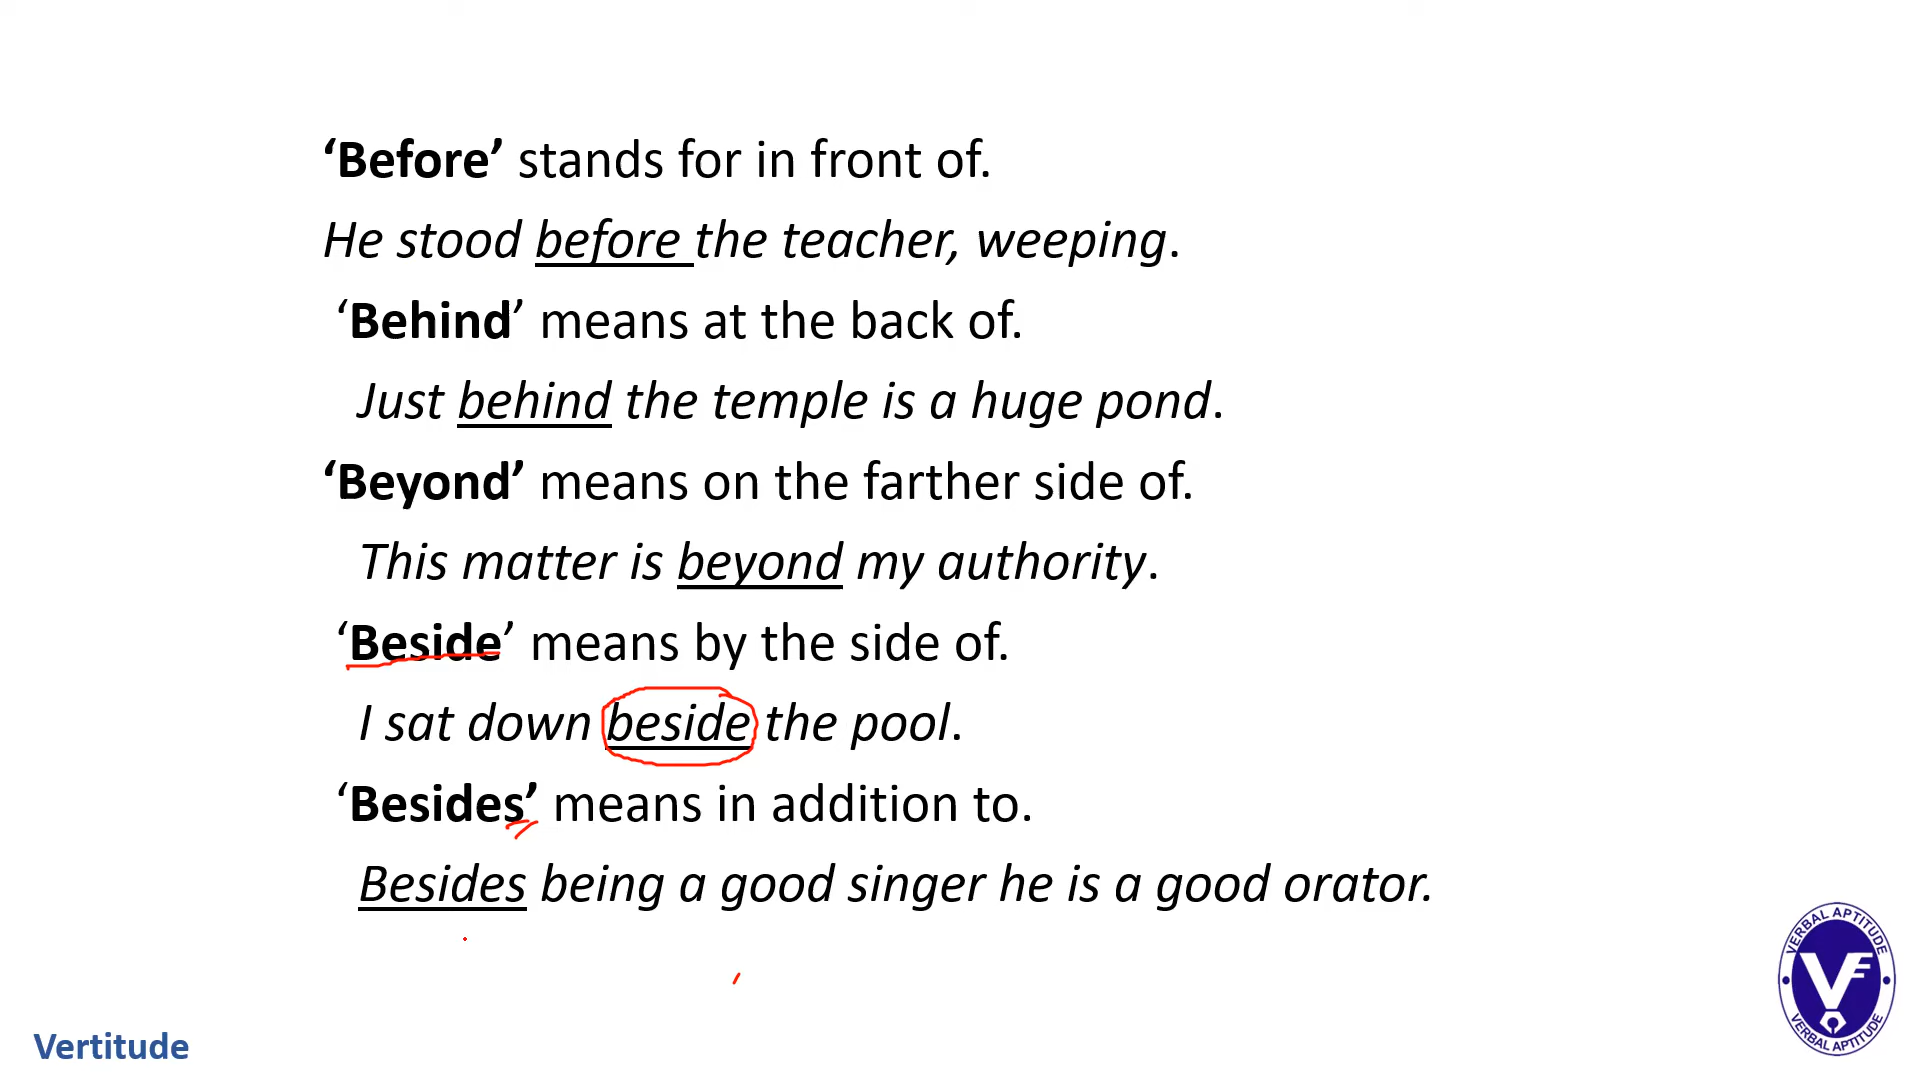 ‘Before’ stands for in front of.
He stood before the teacher, weeping.
‘Behind’ means at the back of.
Just behind the temple is a huge pond.
‘Beyond’ means on the farther side of.
This matter is beyond my authority.
‘Beside’ means by the side of.
I sat down beside the pool.
‘Besides’ means in addition to.
Besides being a good singer he is a good orator.
VERBAL APTITUDE
VERBAL APTITUDE
Vertitude